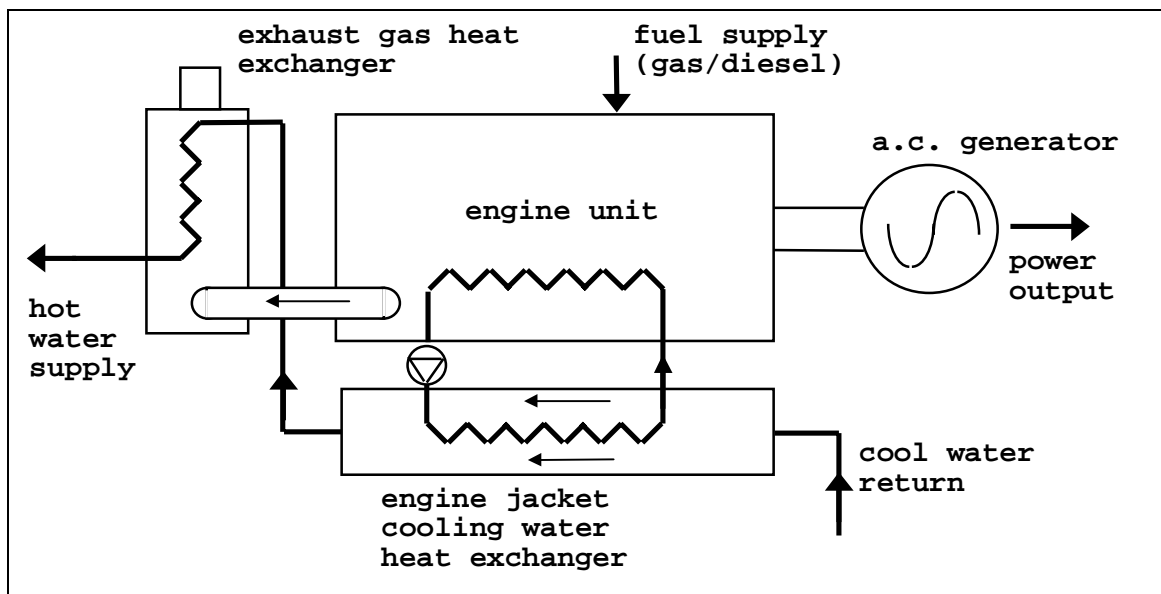 exhaust gas heat
exchanger
fuel supply
(gas/diesel)
a.c. generator
engine unit
power
output
hot
water
supply
cool water
return
engine jacket
cooling water
heat exchanger